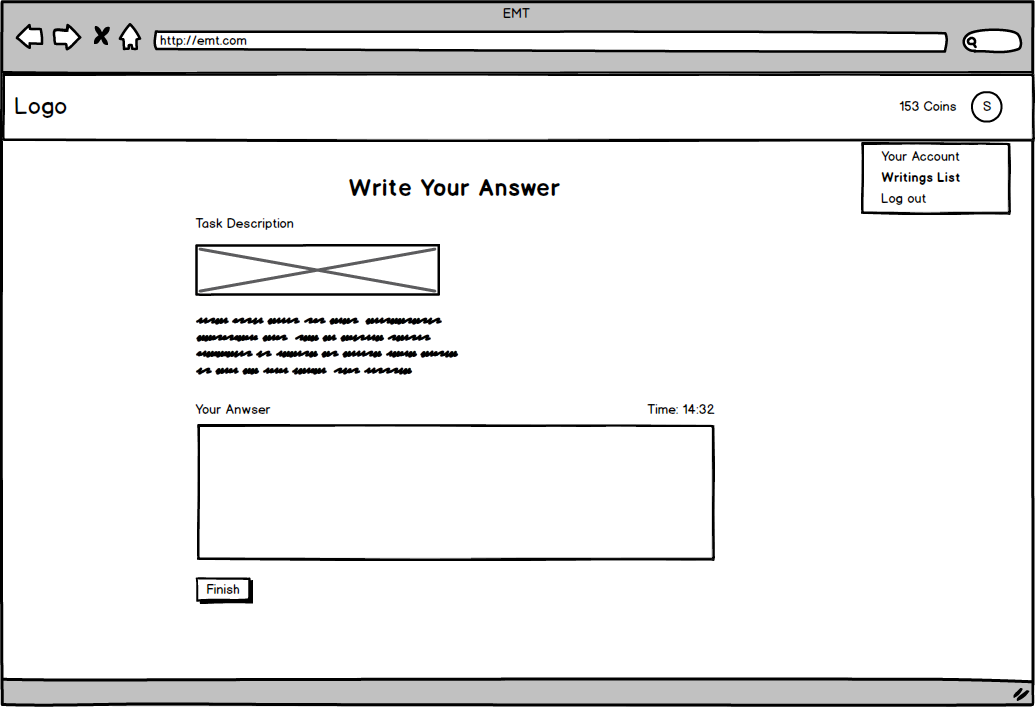 EMT
http://emt.com
Logo
153 Coins
S
Your Account
Writings List
Log out
Write Your Answer
Task Description
Your Anwser
Time: 14:32
Finish